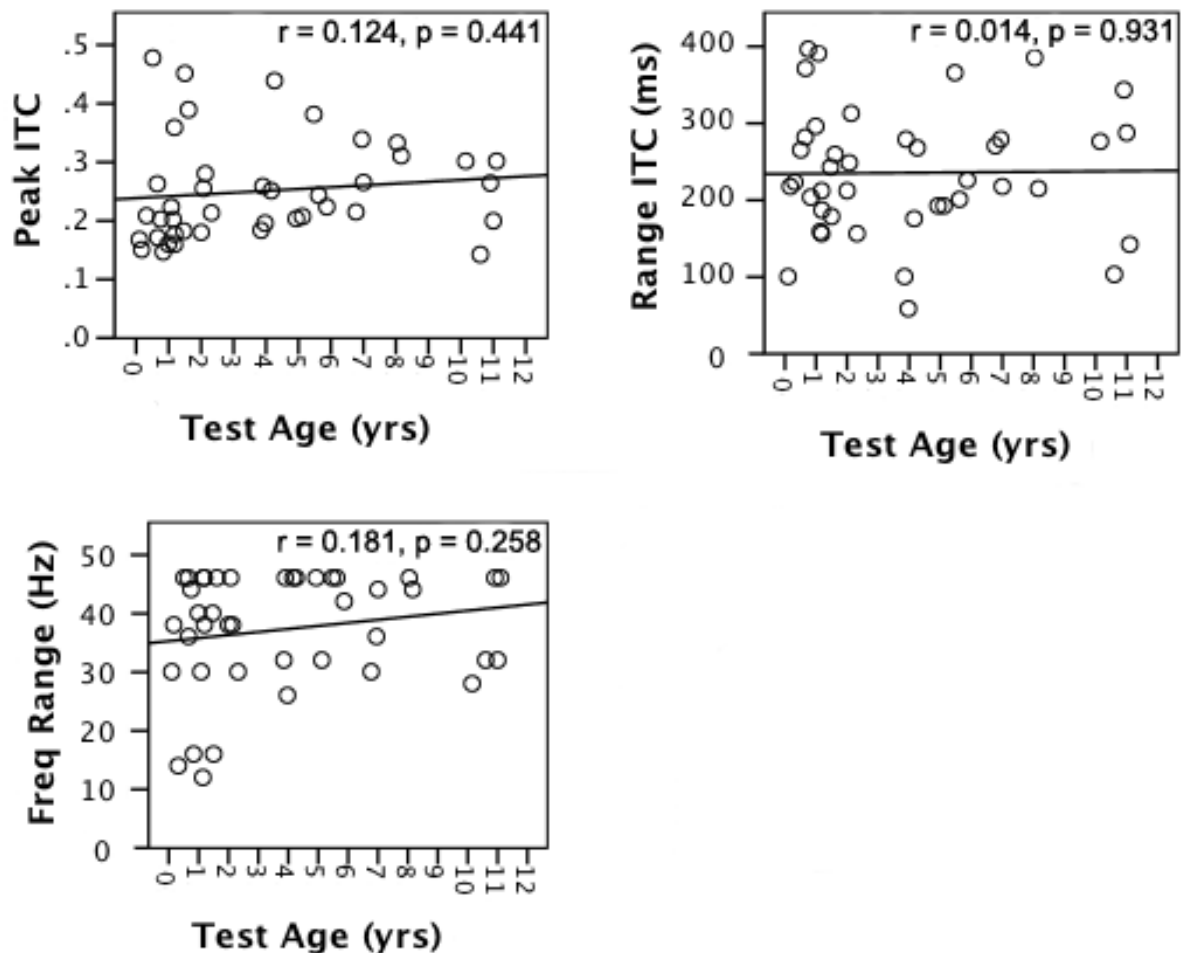 r = 0.124, p = 0.441
Peak ITC
.5
.4
.3
.2
.1
.0
0 1 2 3 4 5 6 7 8 9 10 11 12
Test Age (yrs)
r = 0.014, p = 0.931
Range ITC (ms)
400
300
200
100
0
0 1 2 3 4 5 6 7 8 9 10 11 12
Test Age (yrs)
r = 0.181, p = 0.258
Freq Range (Hz)
50
40
30
20
10
0
0 1 2 3 4 5 6 7 8 9 10 11 12
Test Age (yrs)